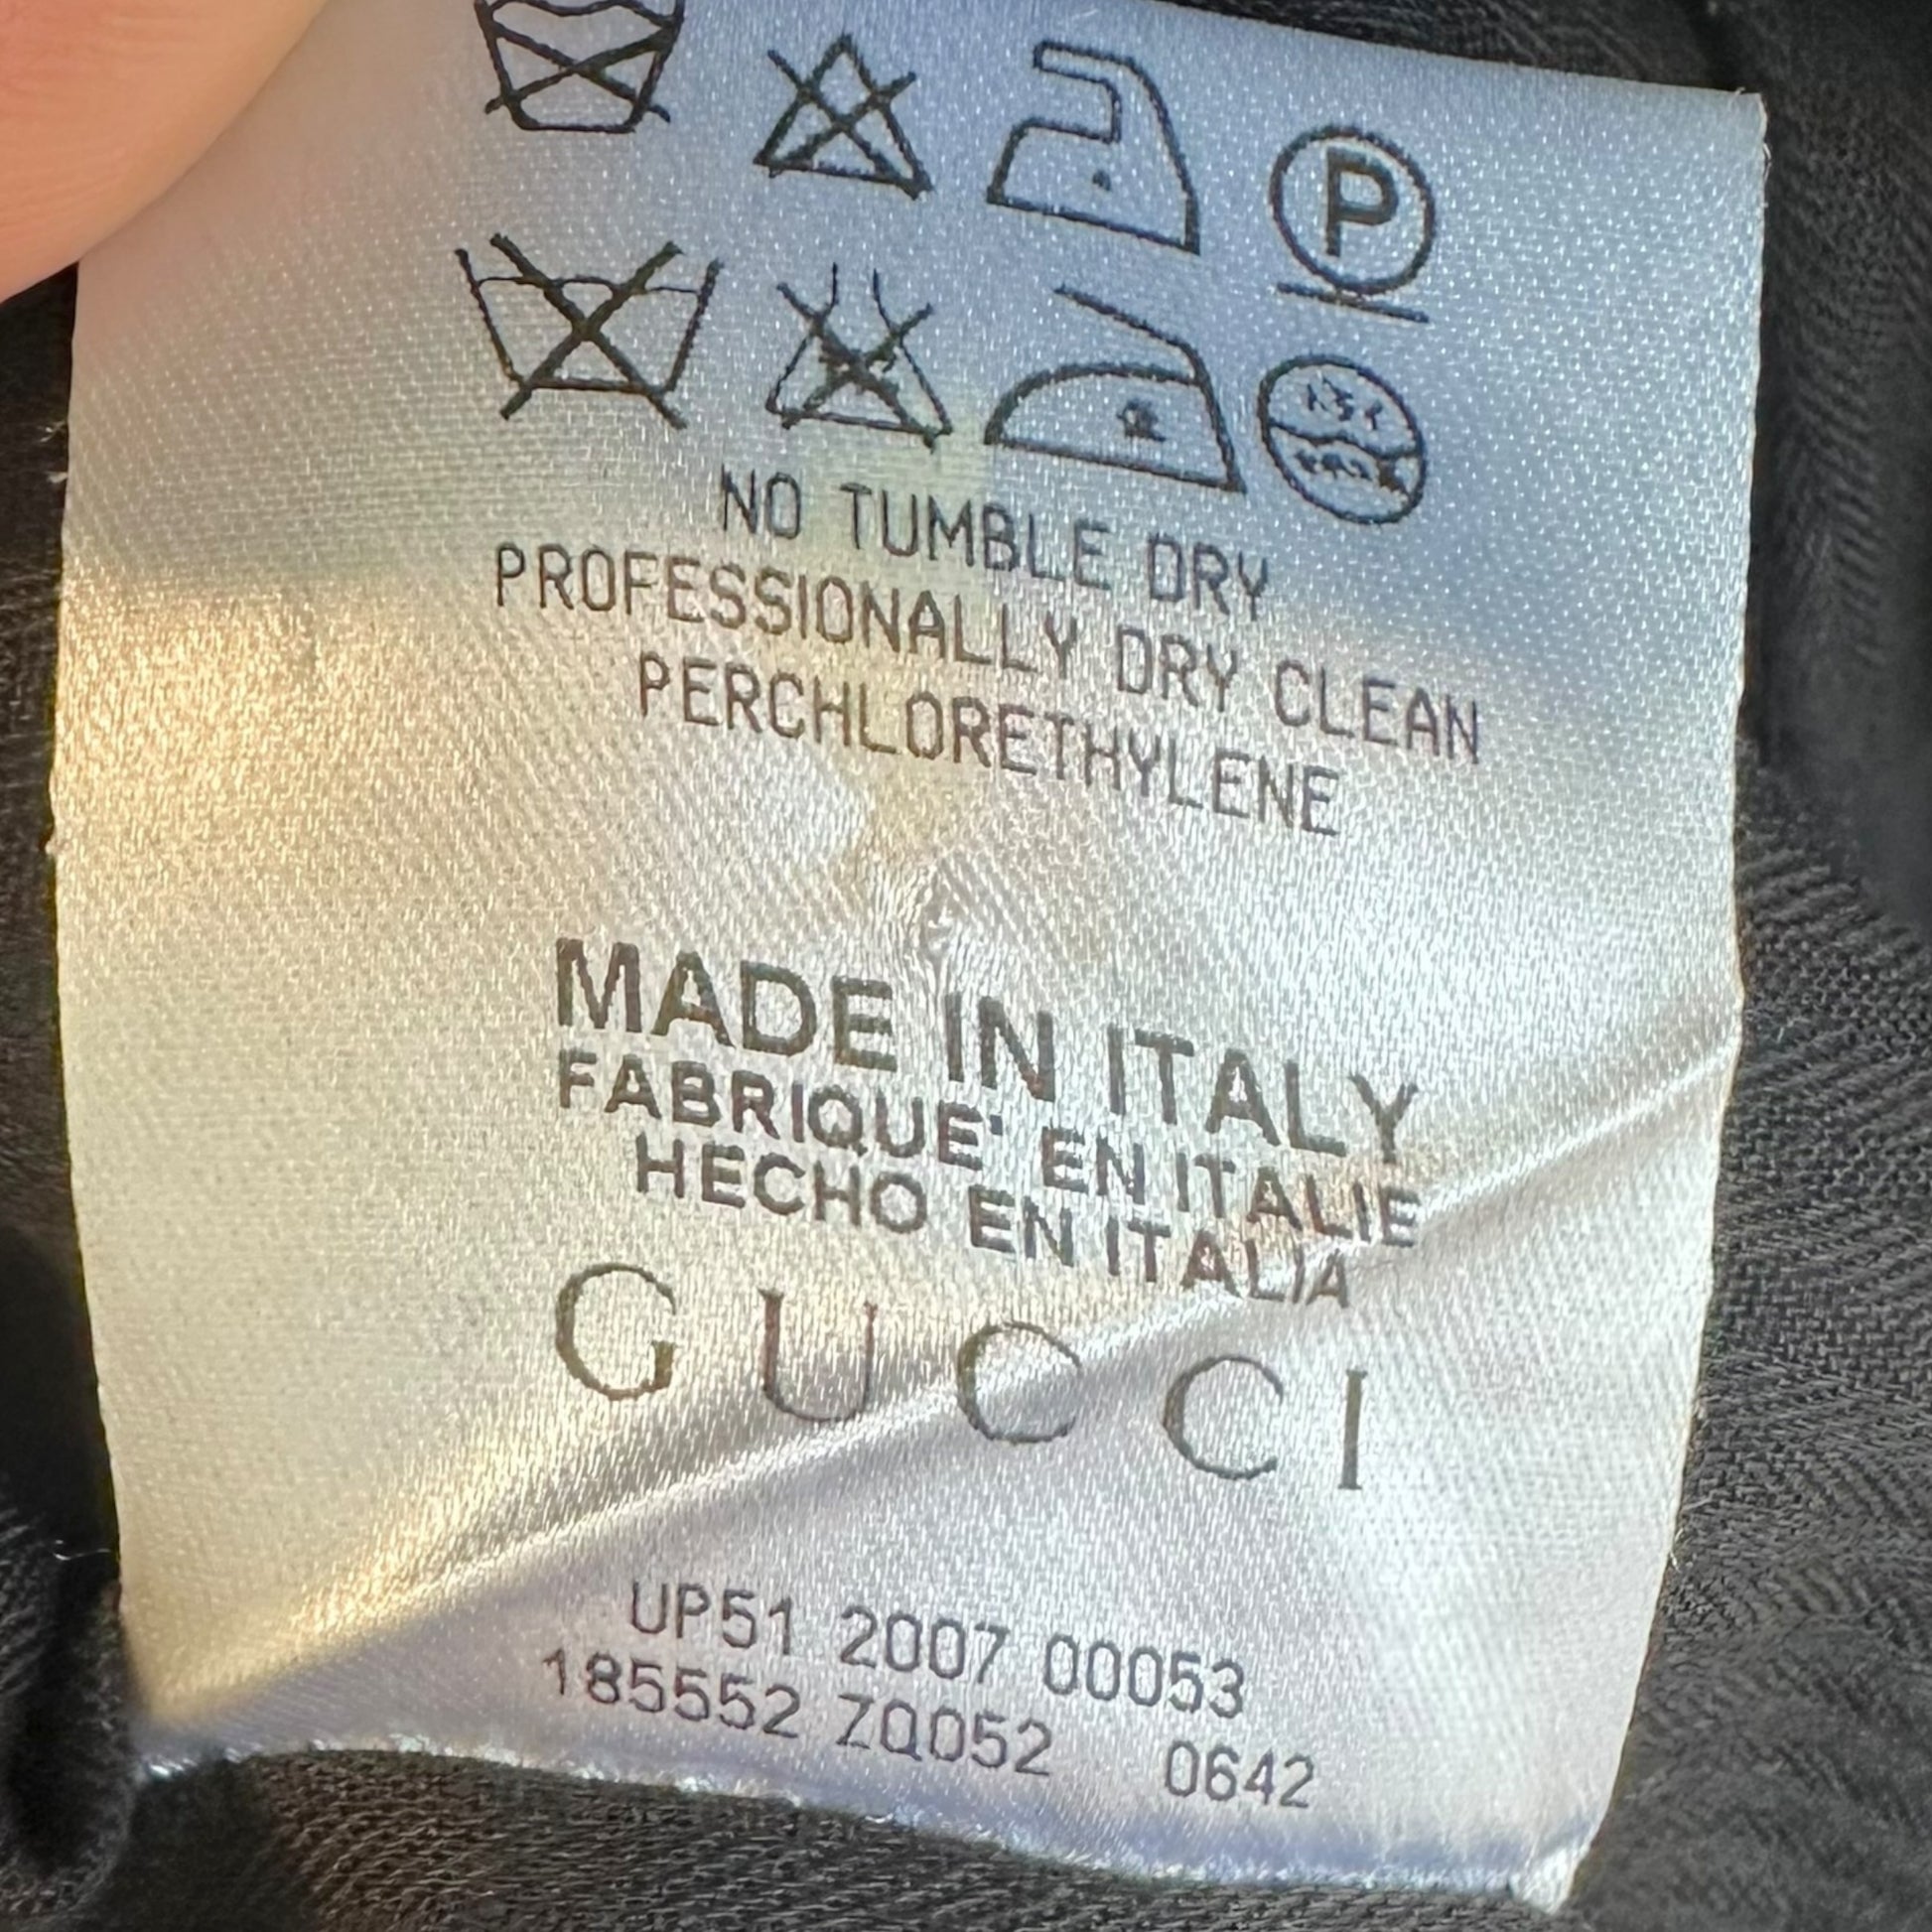 P
NO TUMBLE DRY
PROFESSIONALLY DRY CLEAN
PERCHLORETHYLENE
MADE IN ITALY
FABRIQUE' EN ITALIE
HECHO EN ITALIA
GUCCI
UP51 2007 00053
185552 ZQ052 0642